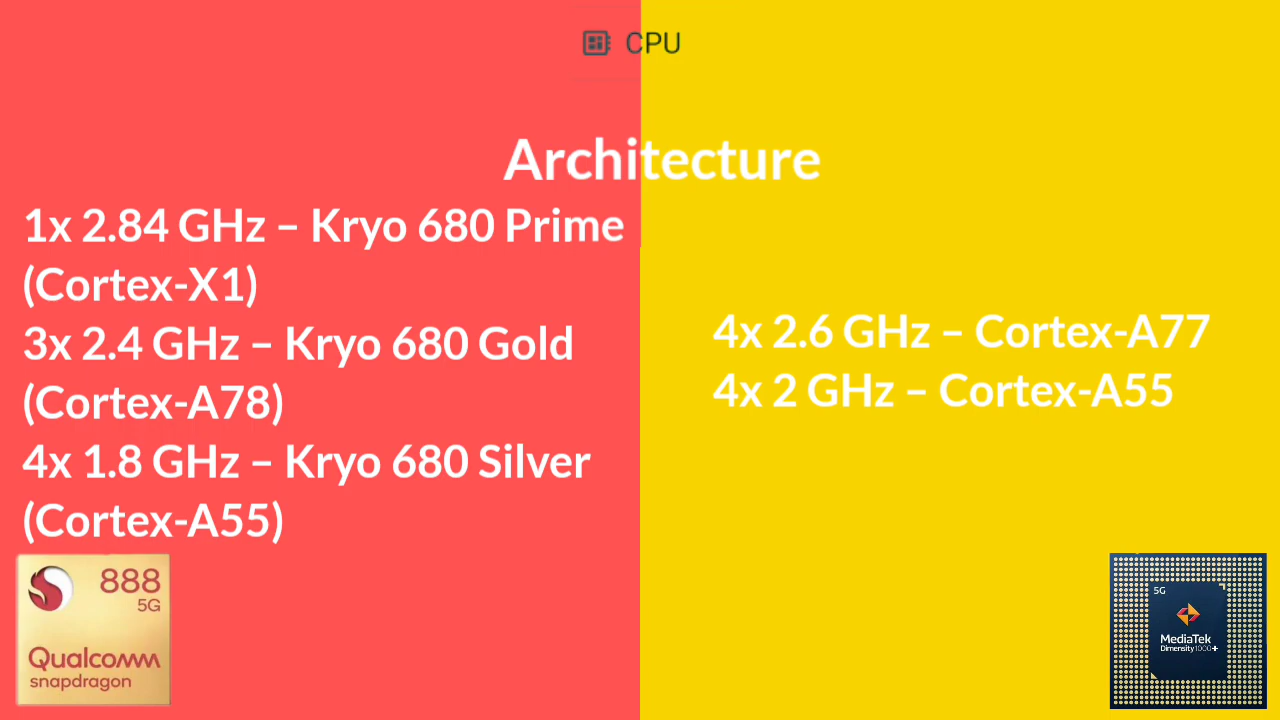 CPU
Architecture
1x 2.84 GHz – Kryo 680 Prime
(Cortex-X1)
3x 2.4 GHz – Kryo 680 Gold
(Cortex-A78)
4x 1.8 GHz – Kryo 680 Silver
(Cortex-A55)
4x 2.6 GHz – Cortex-A77
4x 2 GHz – Cortex-A55
888
5G
Qualcomm
snapdragon
5G
MediaTek
Dimensity 1000+